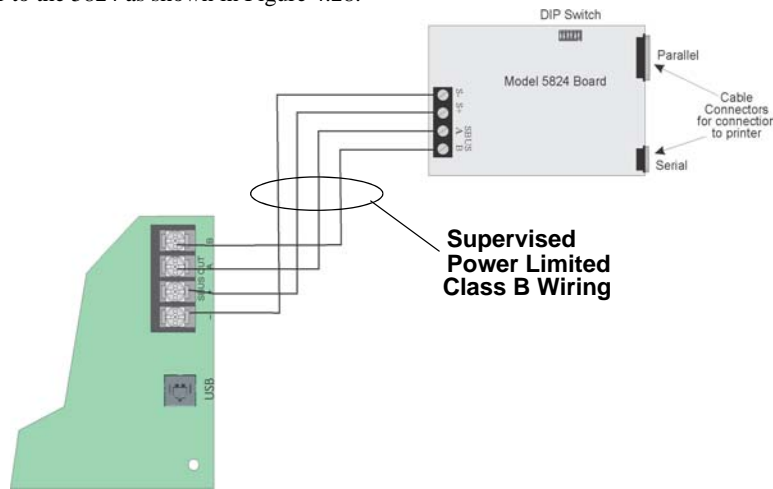 to the 5824 as shown in Figure 4.28.
DIP Switch
Parallel
Model 5824 Board
Cable
Connectors
for connection
to printer
S-
S+
A
B
SBUS
Serial
Supervised
Power Limited
Class B Wiring
B
A
+
-
SBUS OUT
USB